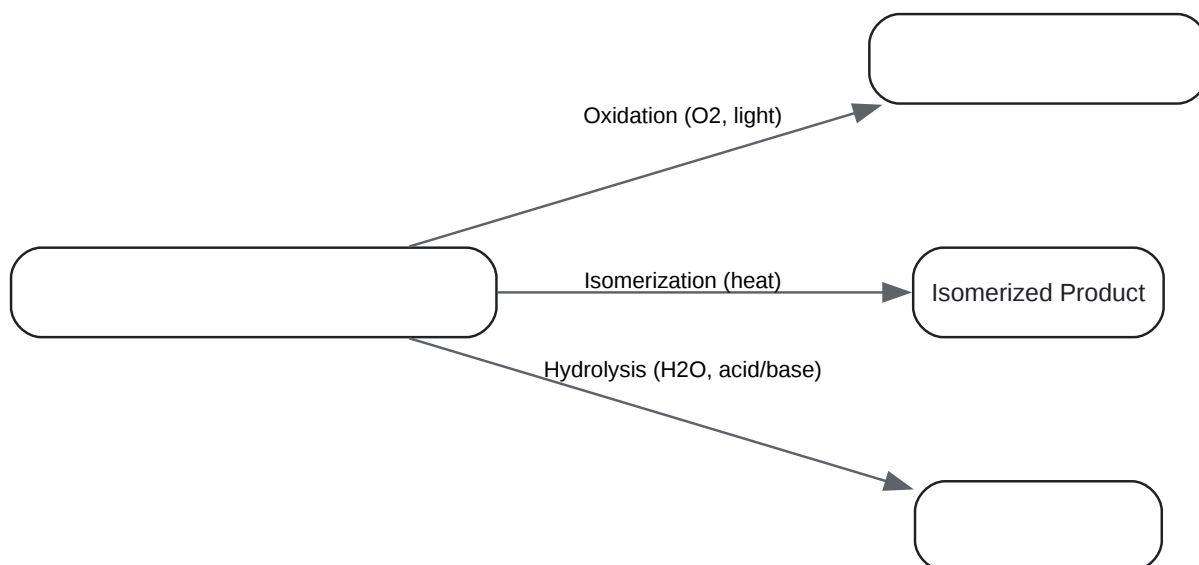 Oxidation (O2, light)
Isomerization (heat)
Isomerized Product
Hydrolysis (H2O, acid/base)